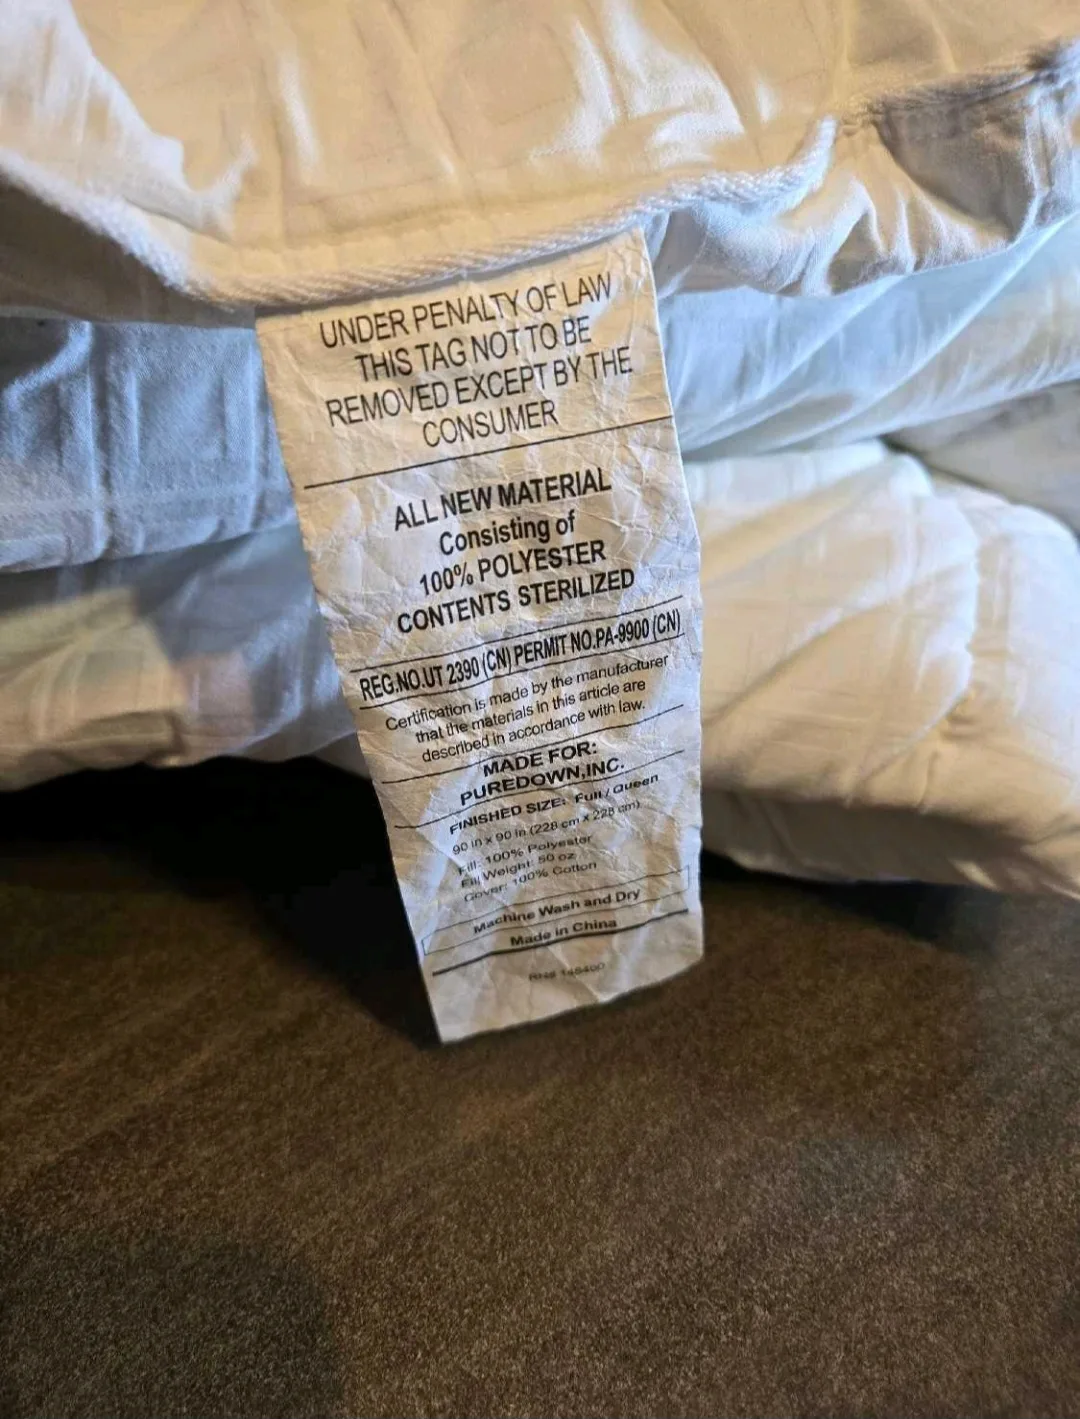 UNDER PENALTY OF LAW
THIS TAG NOT TO BE
REMOVED EXCEPT BY THE
CONSUMER
ALL NEW MATERIAL
Consisting of
100% POLYESTER
CONTENTS STERILIZED
REG.NO.UT 2390 (CN) PERMIT NO.PA-9900 (CN)
Certification is made by the manufacturer
that the materials in this article are
described in accordance with law.
MADE FOR:
PUREDOWN,INC.
FINISHED SIZE: Full / Queen
90 in x 90 in (228 cm x 228 cm)
Fill: 100% Polyester
Fill Weight: 50 oz
Cover: 100% Cotton
Machine Wash and Dry
Made in China